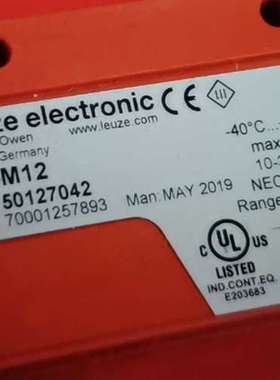 ze electronic CE III
Owen
www.leuze.com
Germany
-40°C...
M12
max
50127042
10-
70001257893
Man: MAY 2019
NEC
Range
C UL US
LISTED
IND.CONT.EQ.
E203683